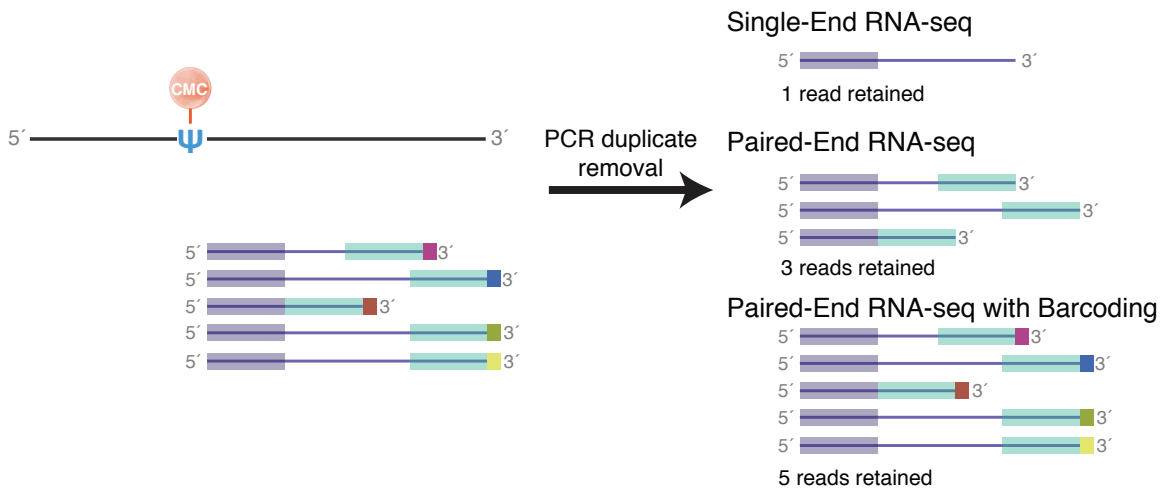 CMC
5´ Ψ 3´
5´ 3´
5´ 3´
5´ 3´
5´ 3´
5´ 3´
PCR duplicate
removal
Single-End RNA-seq
5´ 3´
1 read retained
Paired-End RNA-seq
5´ 3´
5´ 3´
5´ 3´
3 reads retained
Paired-End RNA-seq with Barcoding
5´ 3´
5´ 3´
5´ 3´
5´ 3´
5´ 3´
5 reads retained